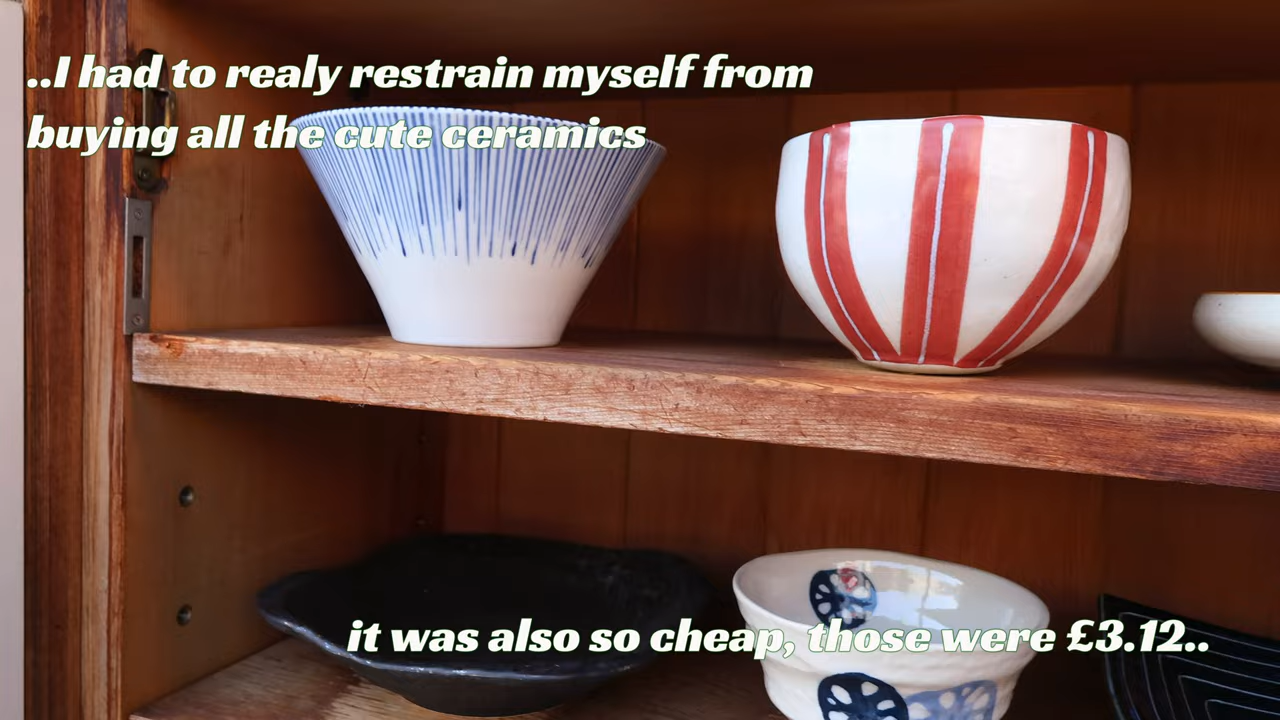 ..I had to realy restrain myself from
buying all the cute ceramics
it was also so cheap, those were £3.12..